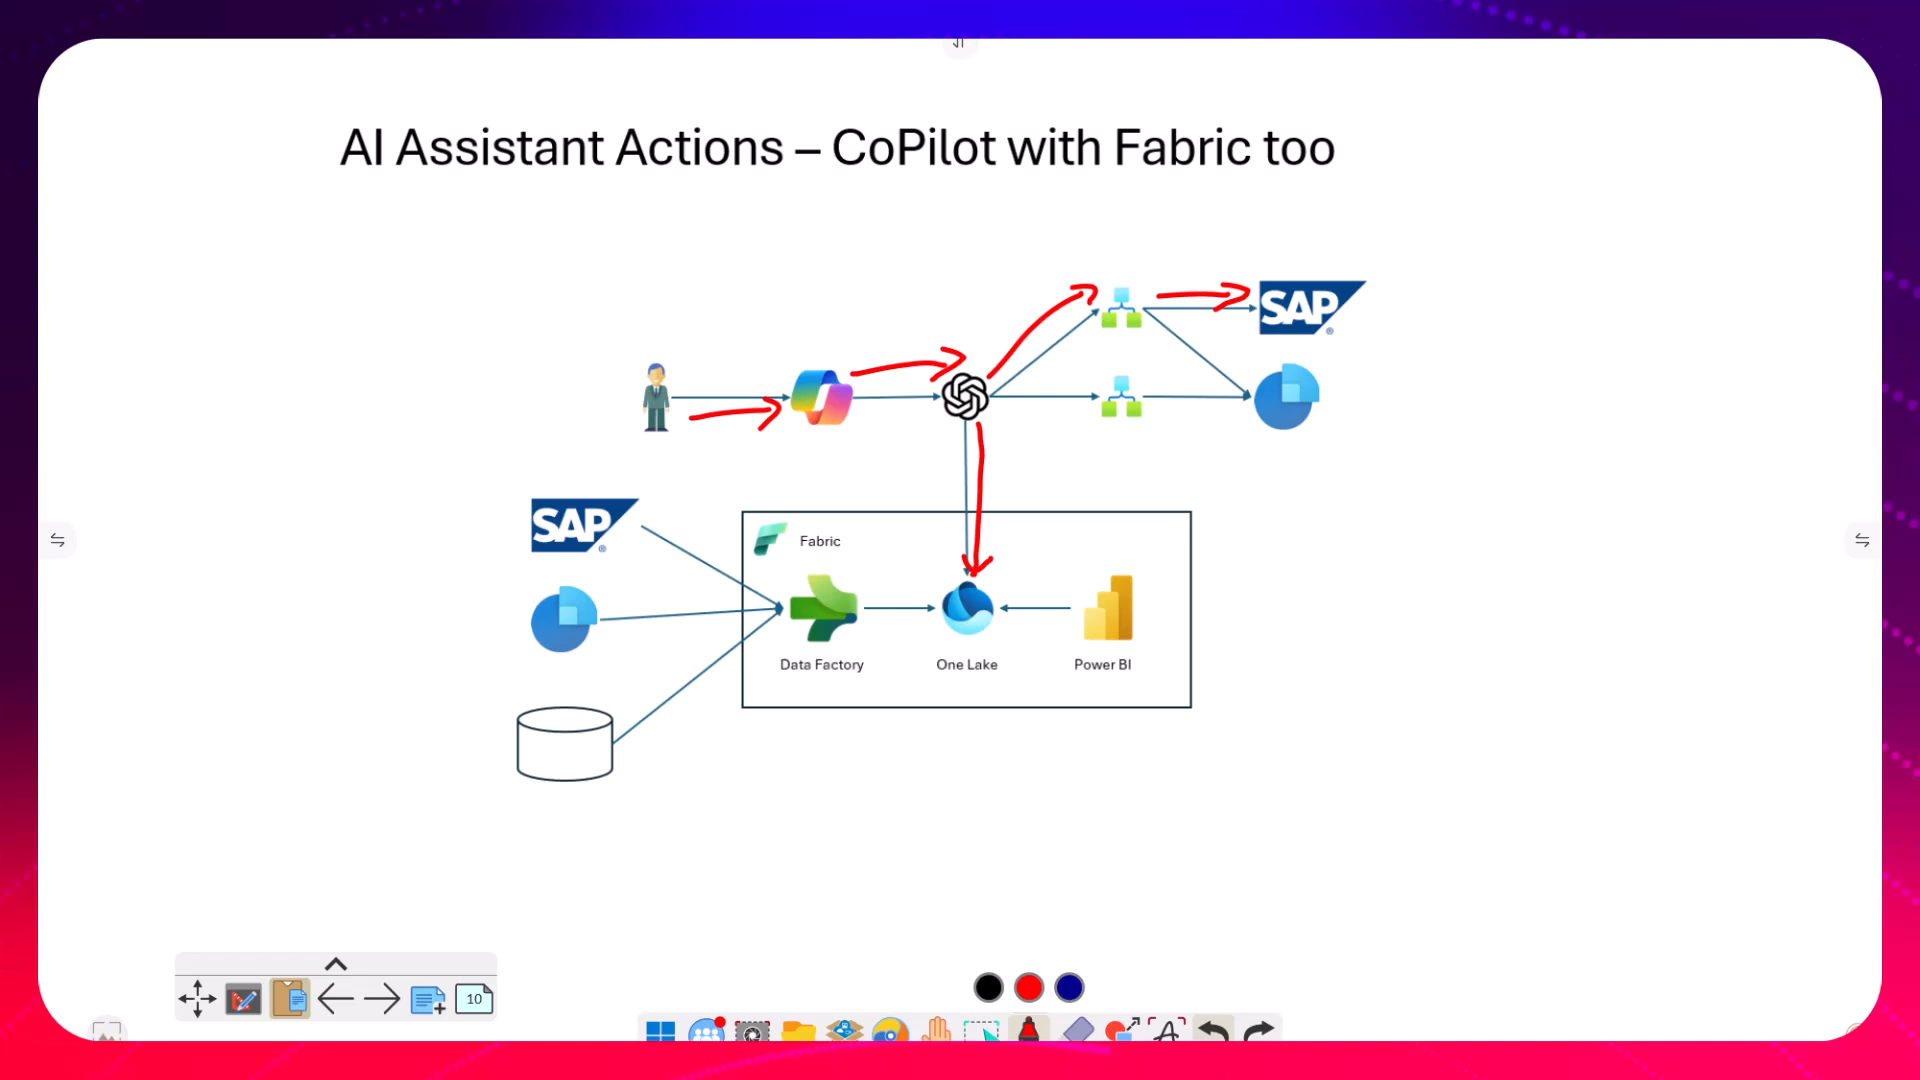 AI Assistant Actions – CoPilot with Fabric too
SAP
®
SAP
®
Fabric
Data Factory
One Lake
Power BI
10